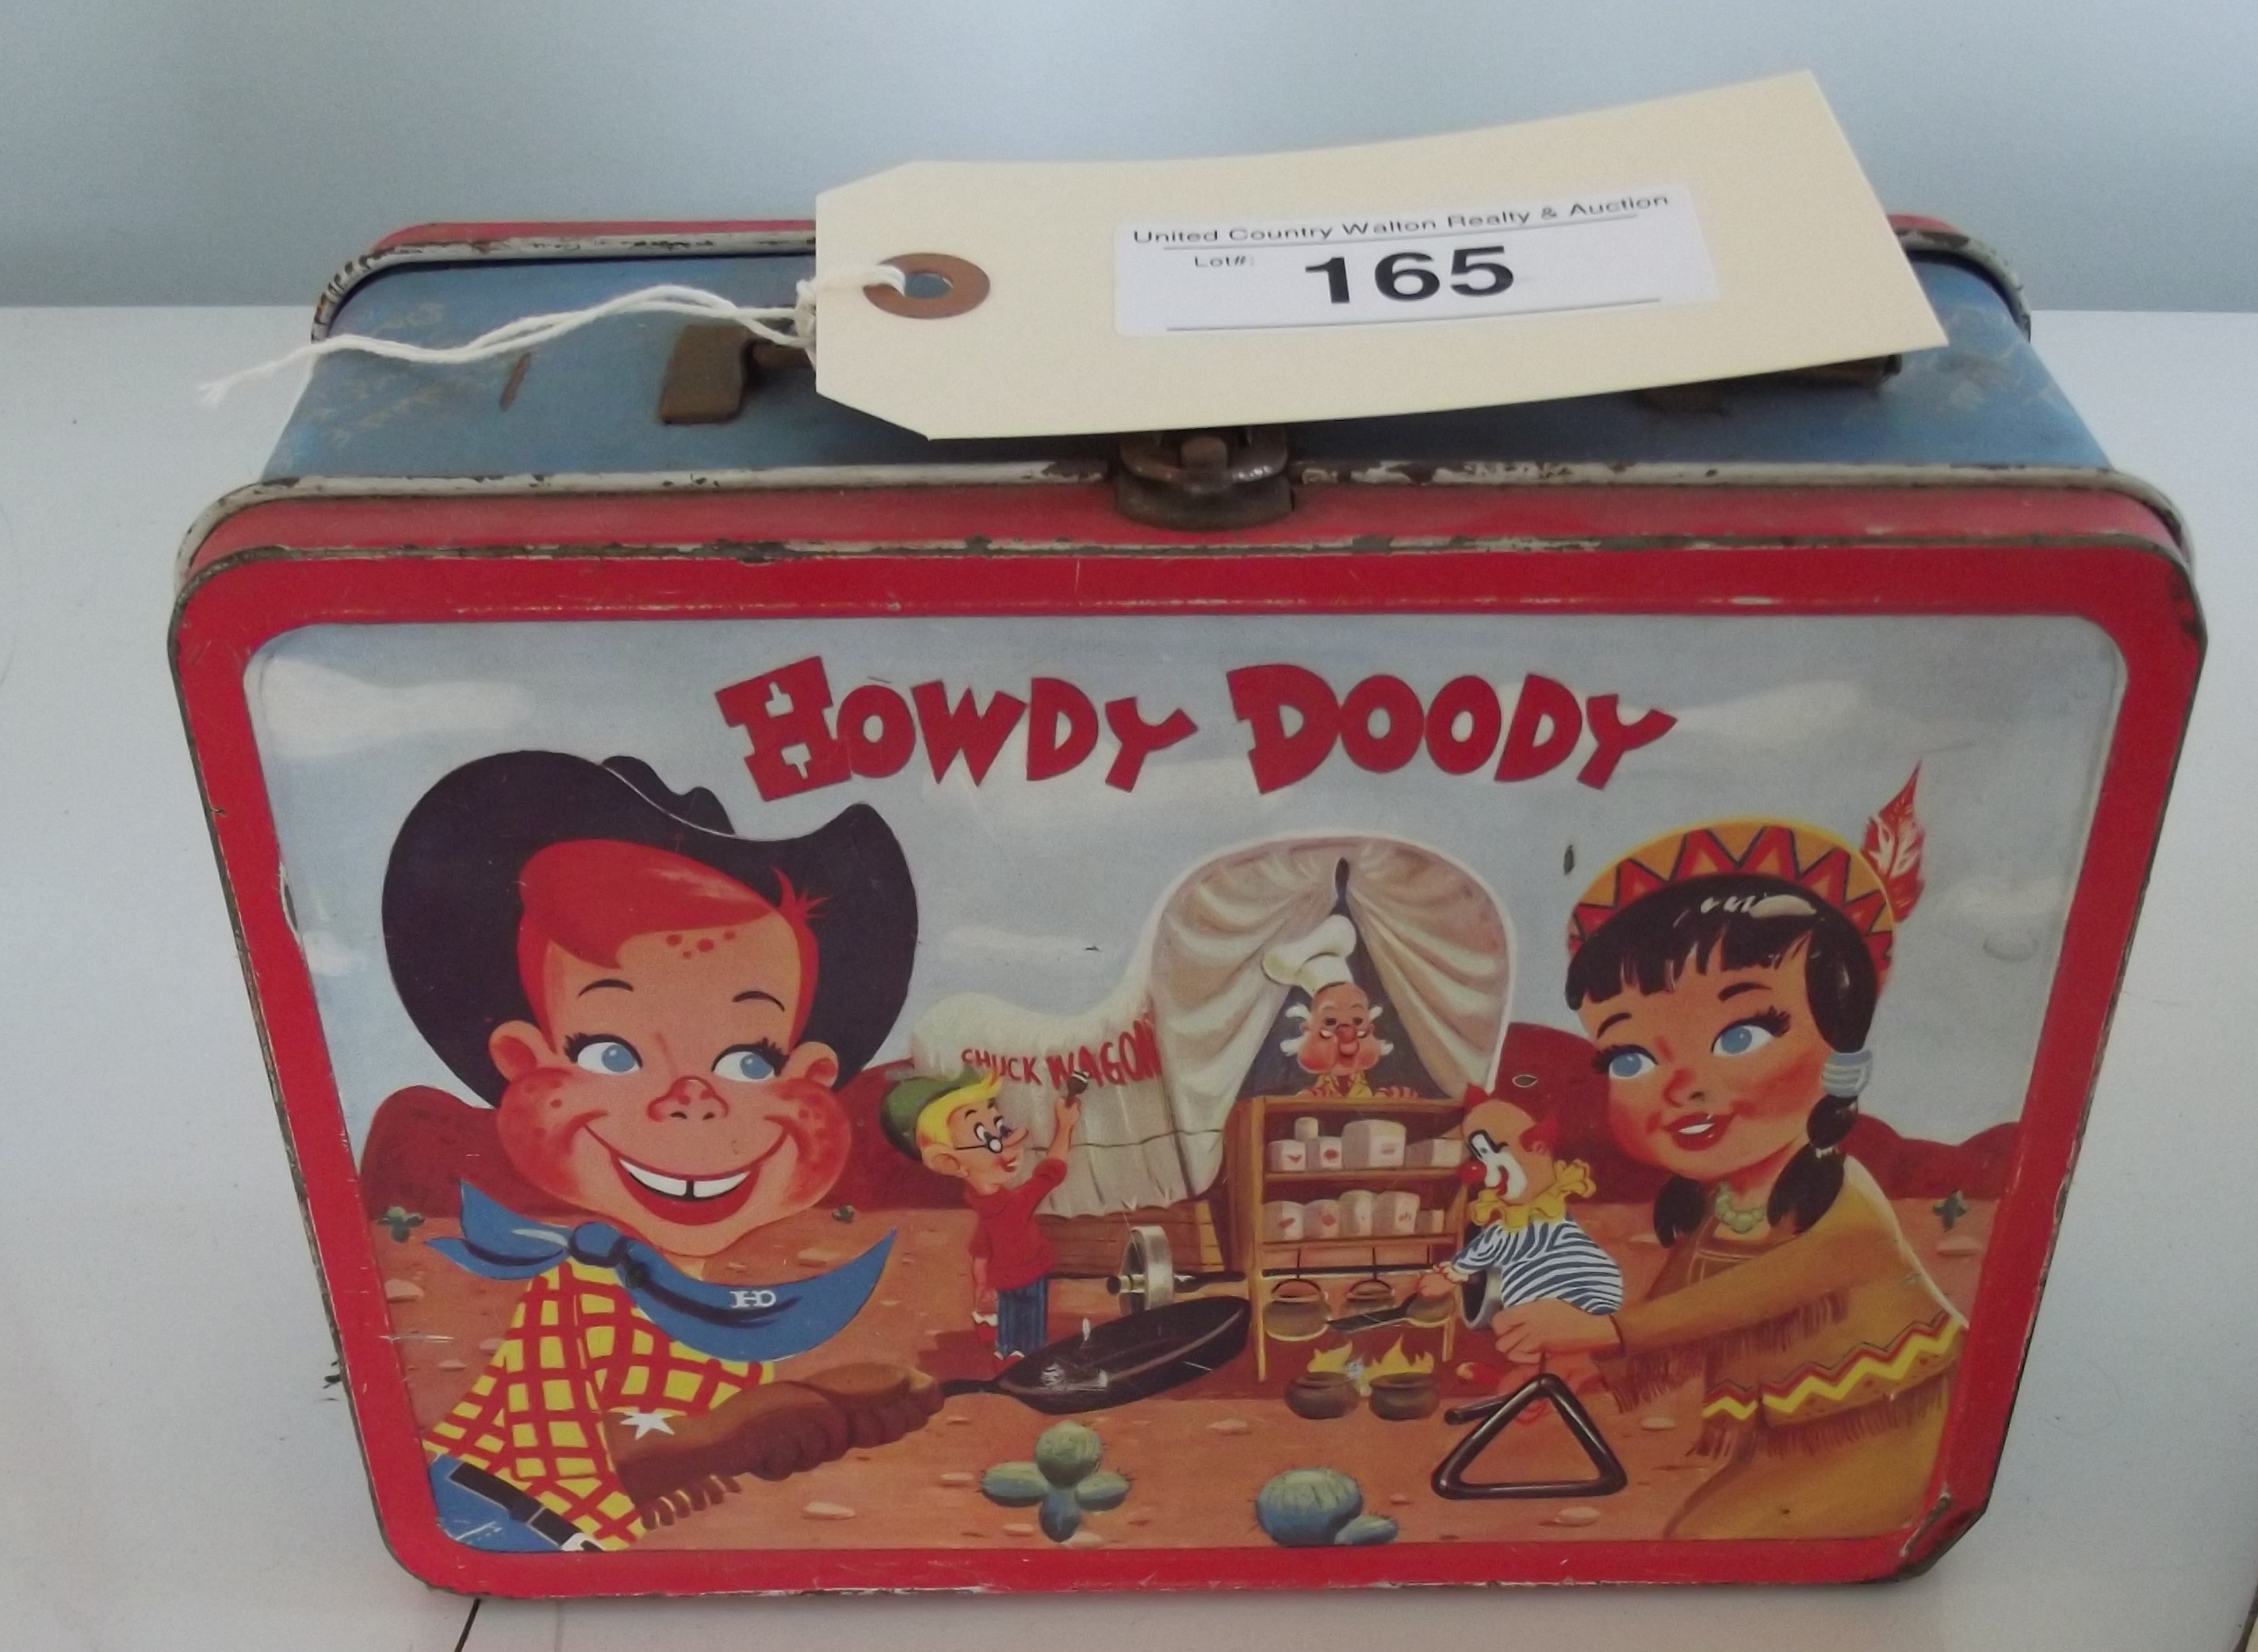 United Country Walton Realty & Auction
Lot#: 165
HOWDY DOODY
CHUCK WAGON
HD